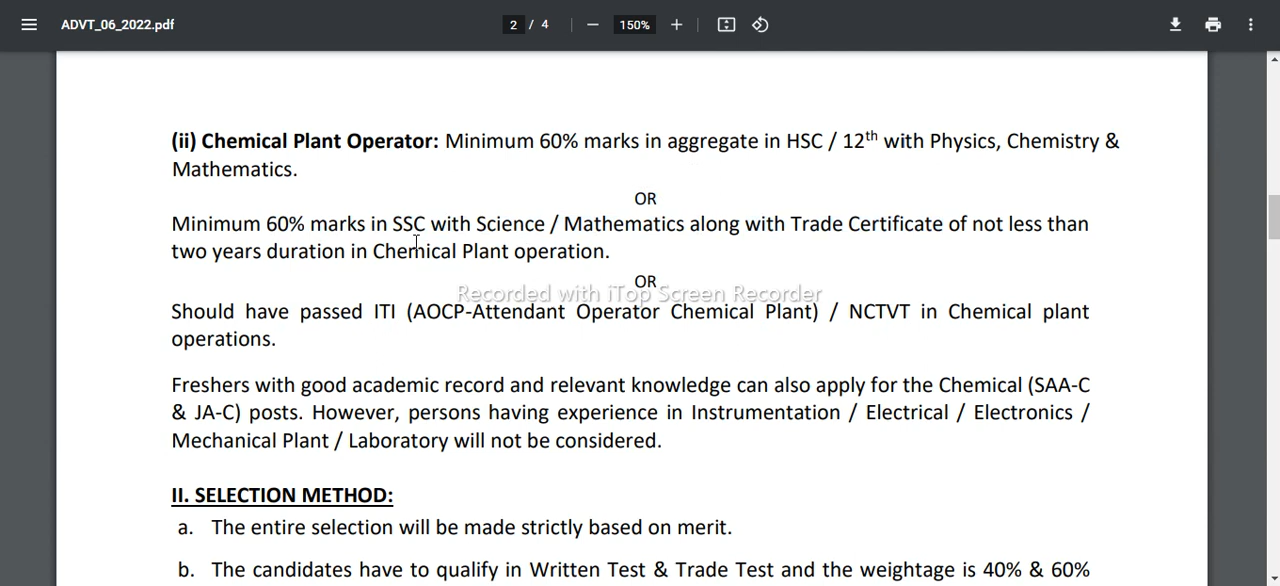 ADVT_06_2022.pdf
2 / 4
150%
(ii) Chemical Plant Operator: Minimum 60% marks in aggregate in HSC / 12th with Physics, Chemistry &
Mathematics.
OR
Minimum 60% marks in SSC with Science / Mathematics along with Trade Certificate of not less than
two years duration in Chemical Plant operation.
OR
Recorded with iTop Screen Recorder
Should have passed ITI (AOCP-Attendant Operator Chemical Plant) / NCTVT in Chemical plant
operations.
Freshers with good academic record and relevant knowledge can also apply for the Chemical (SAA-C
& JA-C) posts. However, persons having experience in Instrumentation / Electrical / Electronics /
Mechanical Plant / Laboratory will not be considered.
II. SELECTION METHOD:
a. The entire selection will be made strictly based on merit.
b. The candidates have to qualify in Written Test & Trade Test and the weightage is 40% & 60%